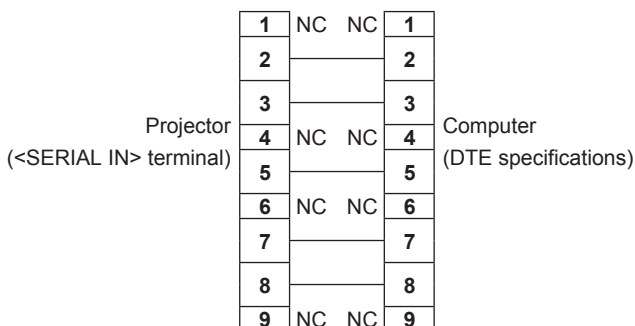 1 NC NC 1
2 2
3 3
Projector
(<SERIAL IN> terminal)
4 NC NC 4
Computer
(DTE specifications)
5 5
6 NC NC 6
7 7
8 8
9 NC NC 9